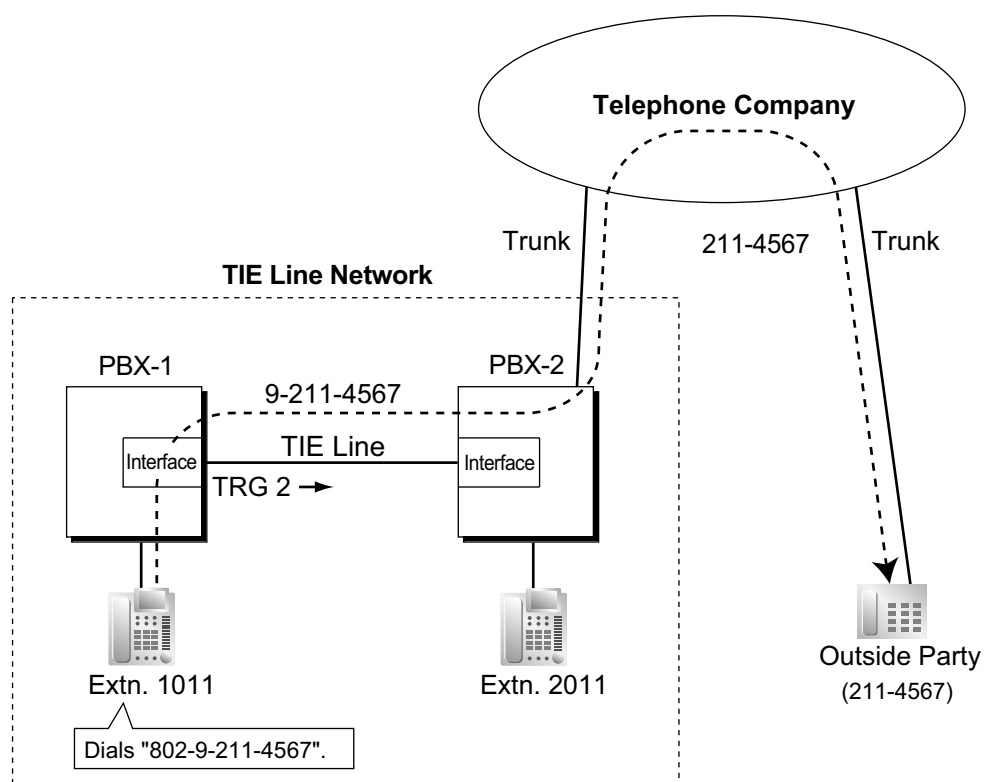 Telephone Company
Trunk
211-4567
Trunk
TIE Line Network
PBX-1
PBX-2
9-211-4567
TIE Line
Interface
Interface
TRG 2
Extn. 1011
Extn. 2011
Outside Party
(211-4567)
Dials "802-9-211-4567".